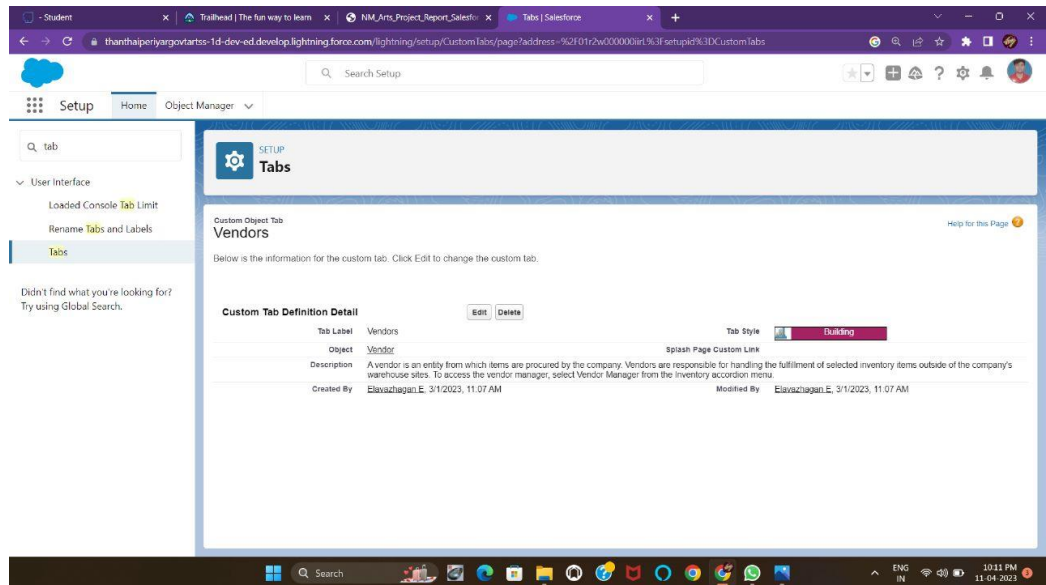 - Student
Trailhead | The fun way to learn
NM_Arts_Project_Report_Salesfor
Tabs | Salesforce
thanthaiperiyargovtartss-1d-dev-ed.develop.lightning.force.com/lightning/setup/CustomTabs/page?address=%2F01r2w000000iirL%3Fsetupid%3DCustomTabs
Search Setup
Setup Home Object Manager
tab
User Interface
Loaded Console Tab Limit
Rename Tabs and Labels
Tabs
Didn't find what you're looking for?
Try using Global Search.
SETUP
Tabs
Custom Object Tab
Vendors
Help for this Page
Below is the information for the custom tab. Click Edit to change the custom tab.
Custom Tab Definition Detail Edit Delete
Tab Label Vendors Tab Style Building
Object Vendor Splash Page Custom Link
Description A vendor is an entity from which items are procured by the company. Vendors are responsible for handling the fulfillment of selected inventory items outside of the company's
warehouse sites. To access the vendor manager, select Vendor Manager from the Inventory accordion menu.
Created By Elavazhagan E, 3/1/2023, 11:07 AM Modified By Elavazhagan E, 3/1/2023, 11:07 AM
Search
ENG
IN
10:11 PM
11-04-2023